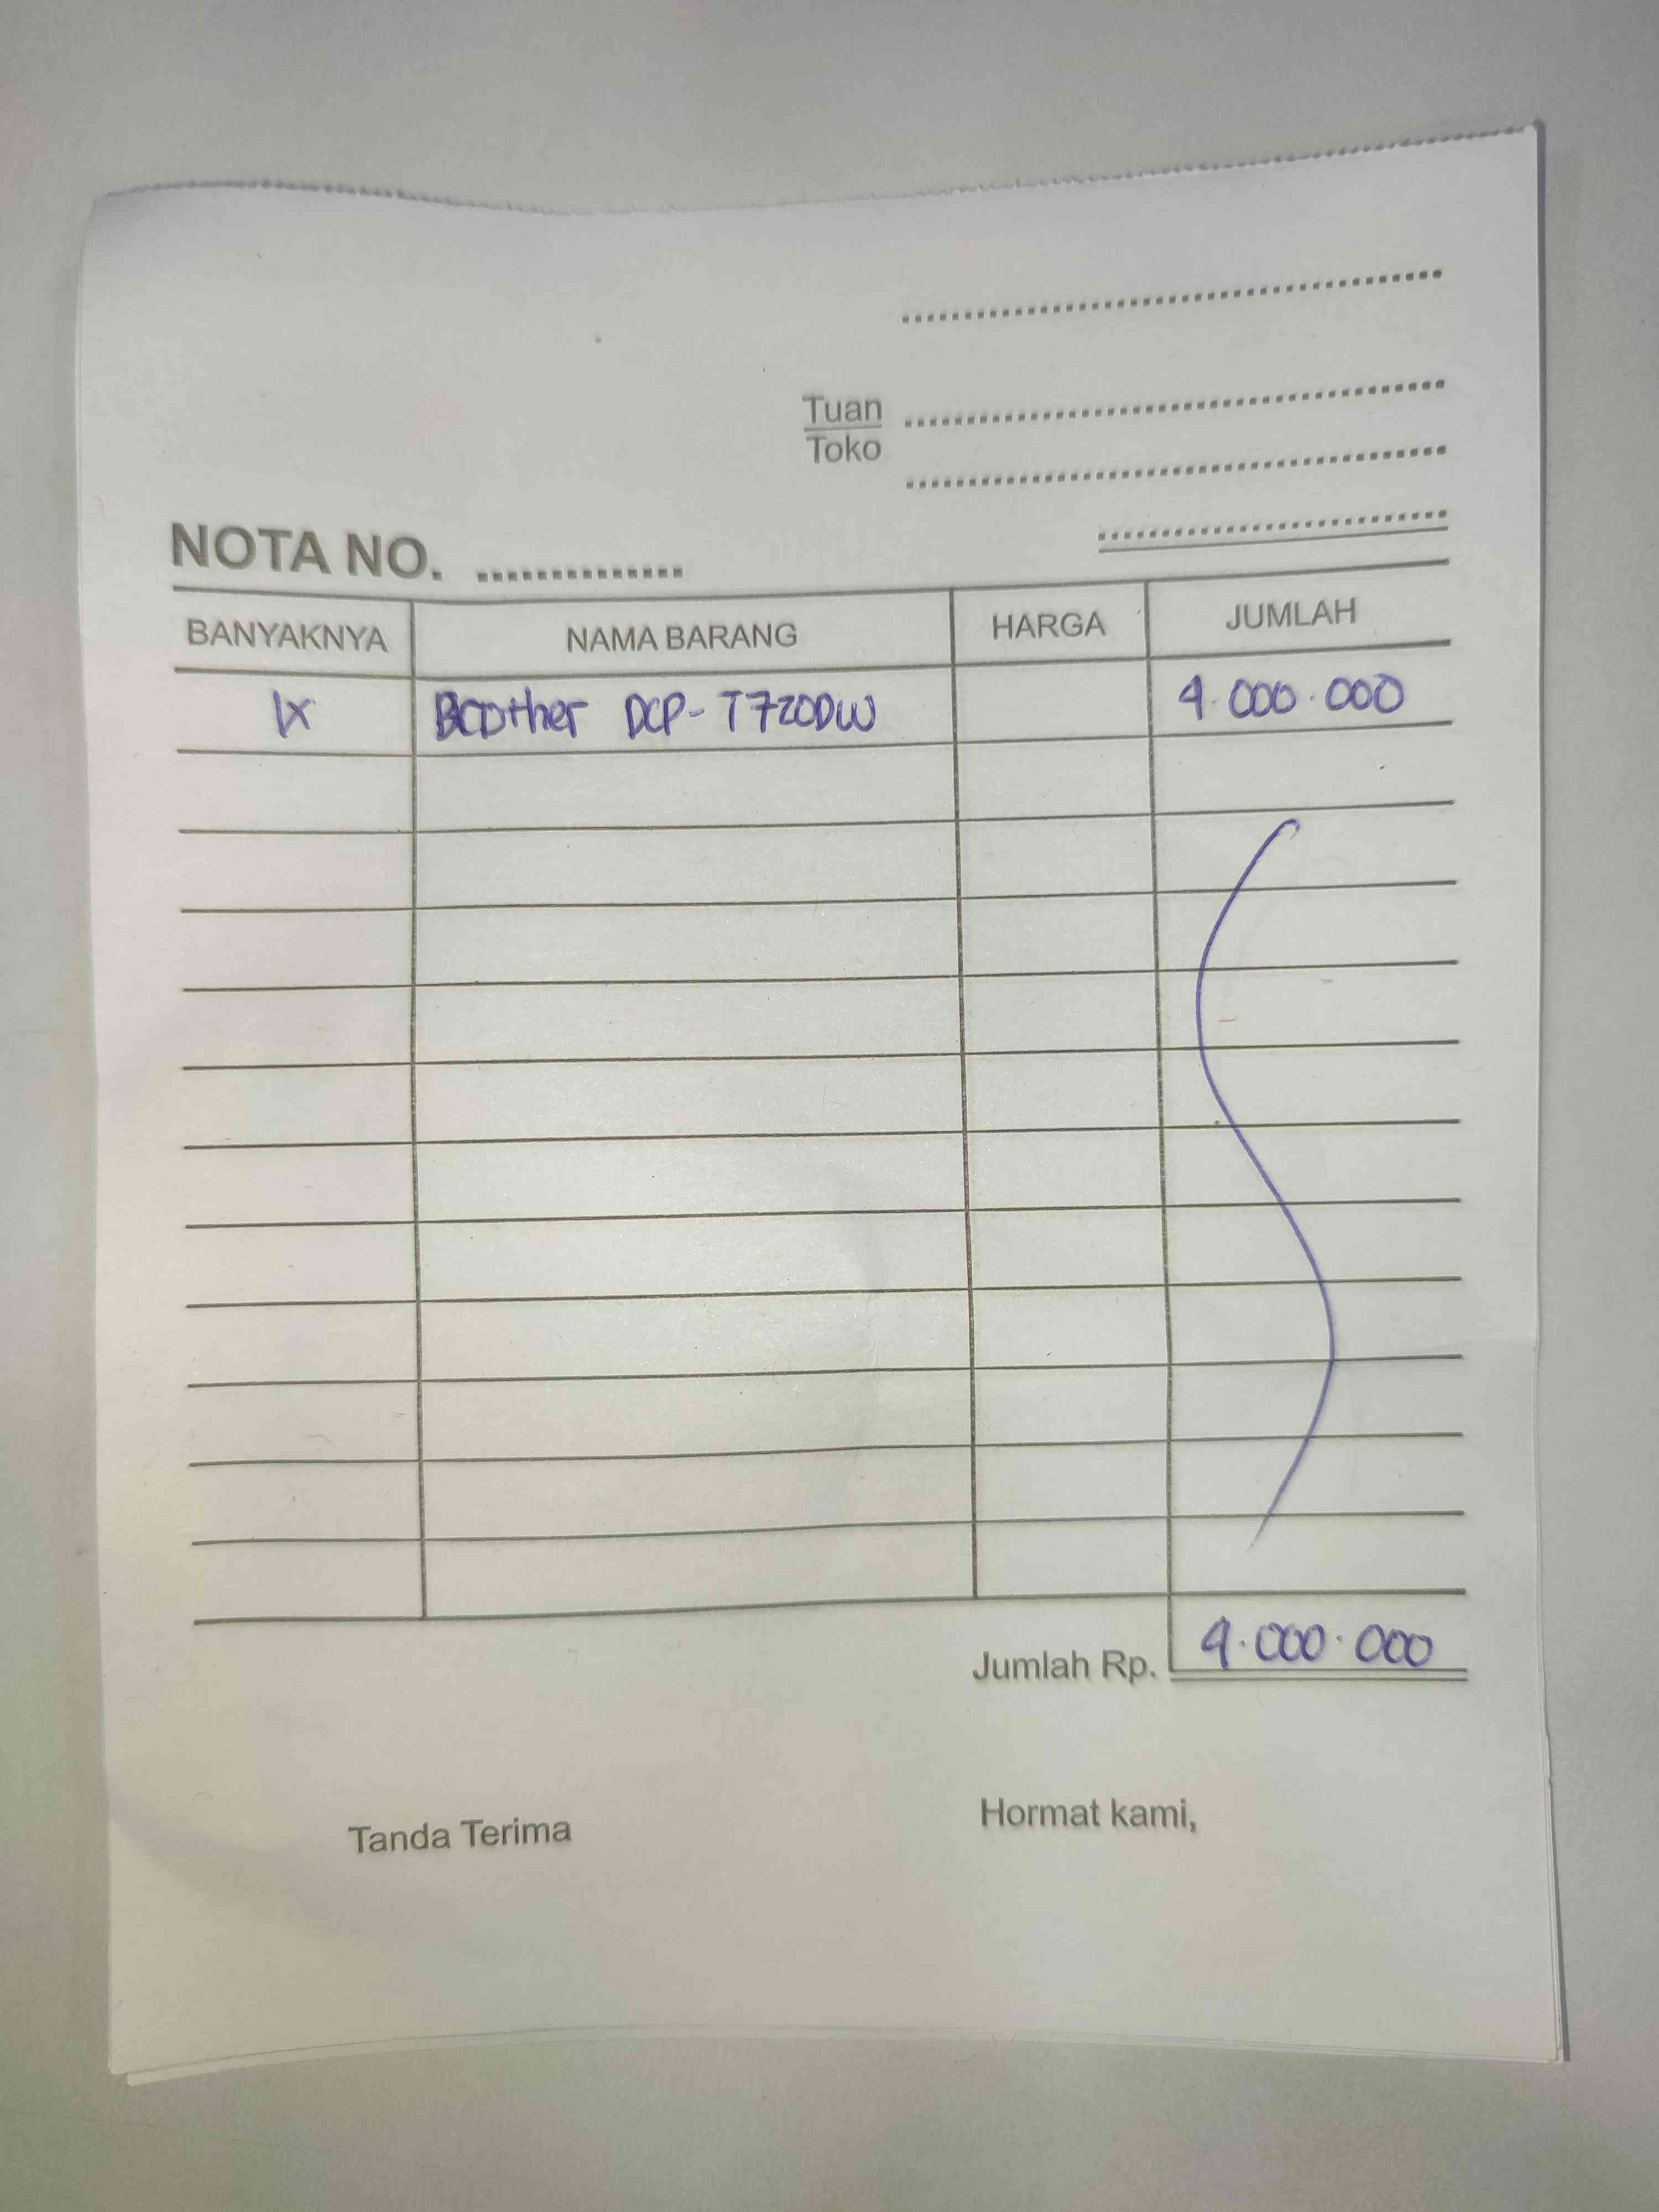 Tuan
Toko
NOTA NO. ..............
BANYAKNYA NAMA BARANG HARGA JUMLAH
1x Brother DCP-T720DW 4.000.000
Jumlah Rp. 4.000.000
Tanda Terima Hormat kami,